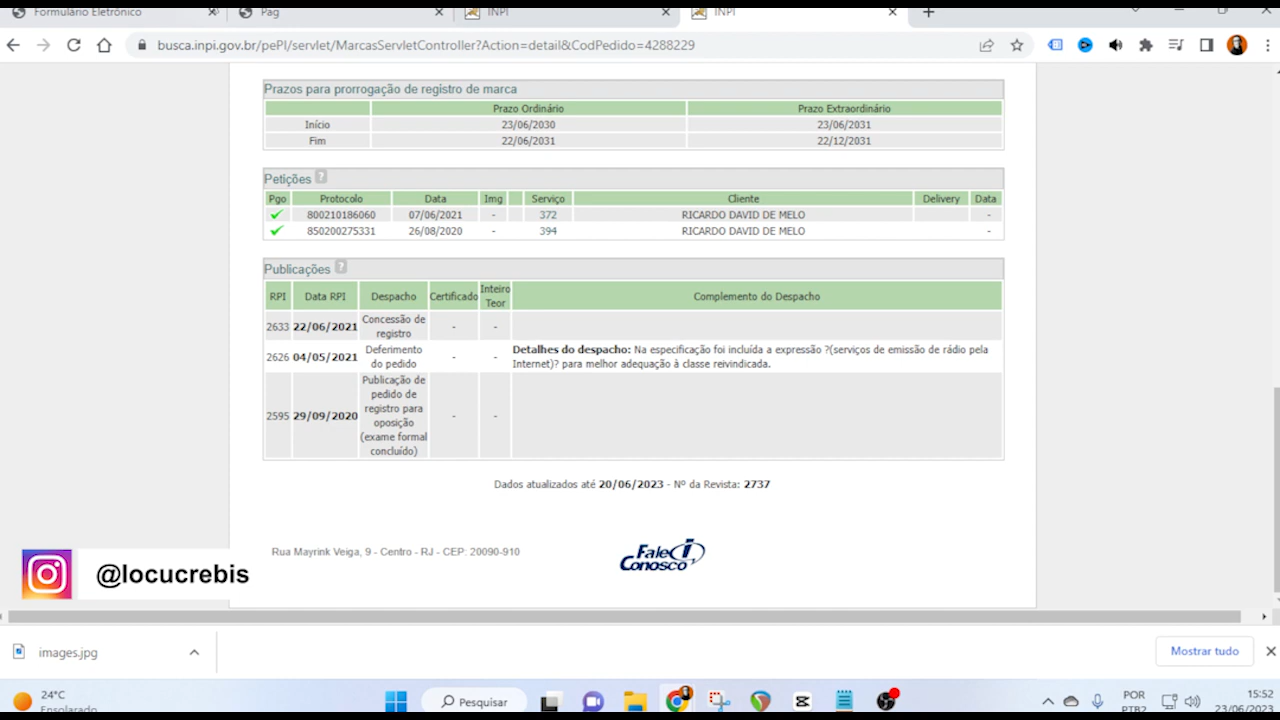 Formulário Eletrônico
Pag
INPI
INPI
busca.inpi.gov.br/pePI/servlet/MarcasServletController?Action=detail&CodPedido=4288229
Prazos para prorrogação de registro de marca
Prazo Ordinário Prazo Extraordinário
Início 23/06/2030 23/06/2031
Fim 22/06/2031 22/12/2031
Petições ?
Pgo Protocolo Data Img Serviço Cliente Delivery Data
800210186060 07/06/2021 - 372 RICARDO DAVID DE MELO -
850200275331 26/08/2020 - 394 RICARDO DAVID DE MELO -
Publicações ?
RPI Data RPI Despacho Certificado Inteiro Teor Complemento do Despacho
2633 22/06/2021 Concessão de registro - -
2626 04/05/2021 Deferimento do pedido - - Detalhes do despacho: Na especificação foi incluída a expressão ?(serviços de emissão de rádio pela
Internet)? para melhor adequação à classe reivindicada.
2595 29/09/2020 Publicação de pedido de registro para oposição (exame formal concluído) - -
Dados atualizados até 20/06/2023 - Nº da Revista: 2737
Rua Mayrink Veiga, 9 - Centro - RJ - CEP: 20090-910
Fale Conosco
@locucrebis
images.jpg
Mostrar tudo
24°C
Ensolarado
Pesquisar
POR
PTB2
15:52
23/06/2023